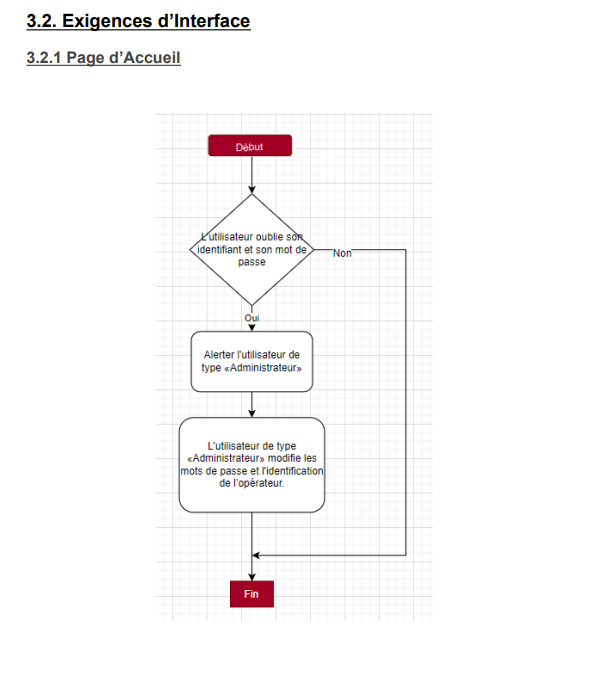 3.2. Exigences d'Interface
3.2.1 Page d'Accueil
Début
L'utilisateur oublie son
identifiant et son mot de
passe
Non
Oui
Alerter l'utilisateur de
type «Administrateur»
L'utilisateur de type
«Administrateur» modifie les
mots de passe et l'identification
de l'opérateur.
Fin